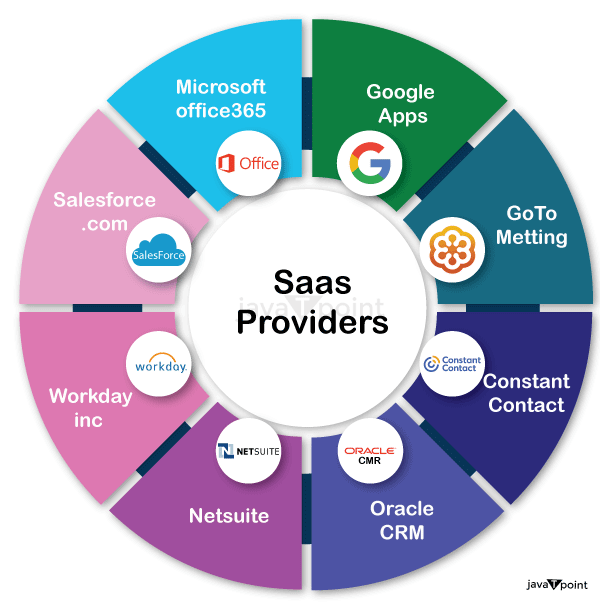 Microsoft
office365
Office
Google
Apps
G
GoTo
Metting
Constant
Contact
Constant
Contact
Oracle
CRM
ORACLE
CMR
Netsuite
N NETSUITE
Workday
inc
workday.
Salesforce
.com
SalesForce
Saas
javaTpoint
Providers
javaTpoint